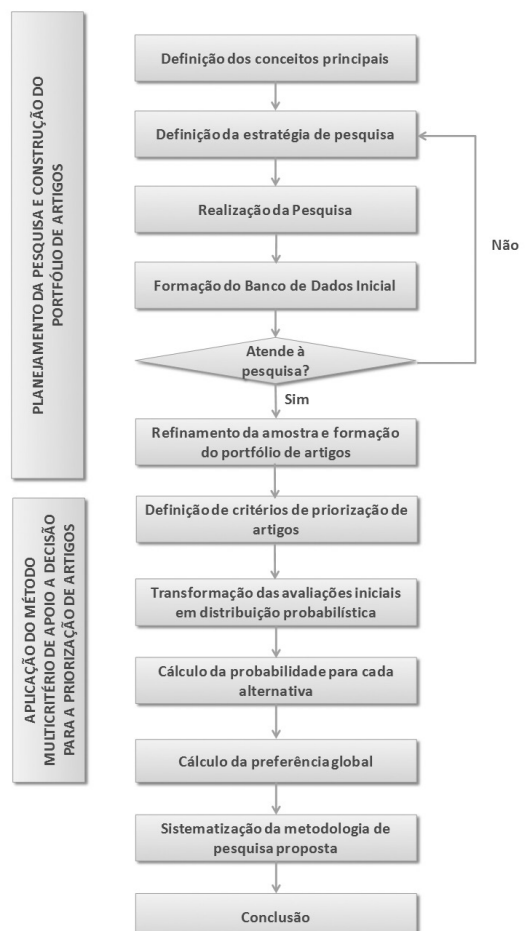 PLANEJAMENTO DA PESQUISA E CONSTRUÇÃO DO
PORTFÓLIO DE ARTIGOS
Definição dos conceitos principais
Definição da estratégia de pesquisa
Realização da Pesquisa
Não
Formação do Banco de Dados Inicial
Atende à
pesquisa?
Sim
Refinamento da amostra e formação
do portfólio de artigos
APLICAÇÃO DO MÉTODO
MULTICRITÉRIO DE APOIO A DECISÃO
PARA A PRIORIZAÇÃO DE ARTIGOS
Definição de critérios de priorização de
artigos
Transformação das avaliações iniciais
em distribuição probabilística
Cálculo da probabilidade para cada
alternativa
Cálculo da preferência global
Sistematização da metodologia de
pesquisa proposta
Conclusão